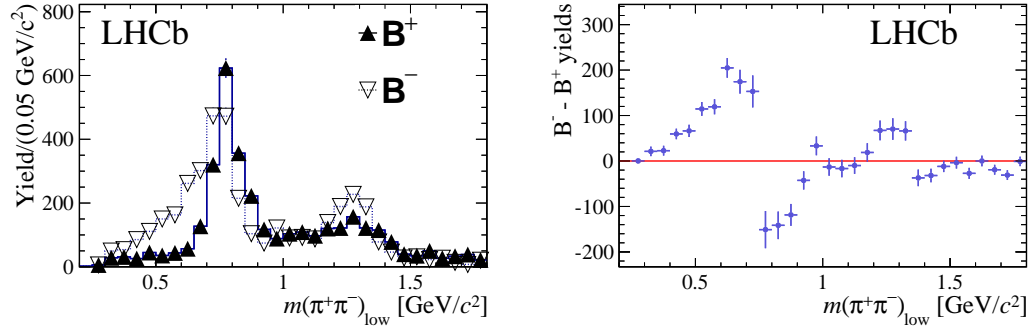 LHCb
B⁺
B⁻
Yield/(0.05 GeV/c²)
600
400
200
0
0.5
1
1.5
m(π⁺π⁻)low [GeV/c²]
LHCb
B⁻ - B⁺ yields
300
200
100
0
-100
-200
0.5
1
1.5
m(π⁺π⁻)low [GeV/c²]